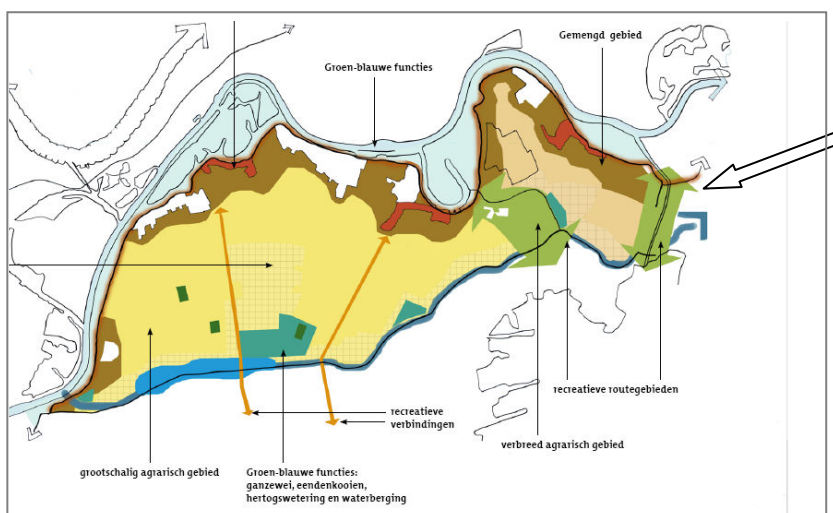 Gemengd gebied
Groen-blauwe functies
recreatieve
verbindingen
recreatieve routegebieden
verbreed agrarisch gebied
grootschalig agrarisch gebied
Groen-blauwe functies:
ganzewei, eendenkooien,
hertogswetering en waterberging